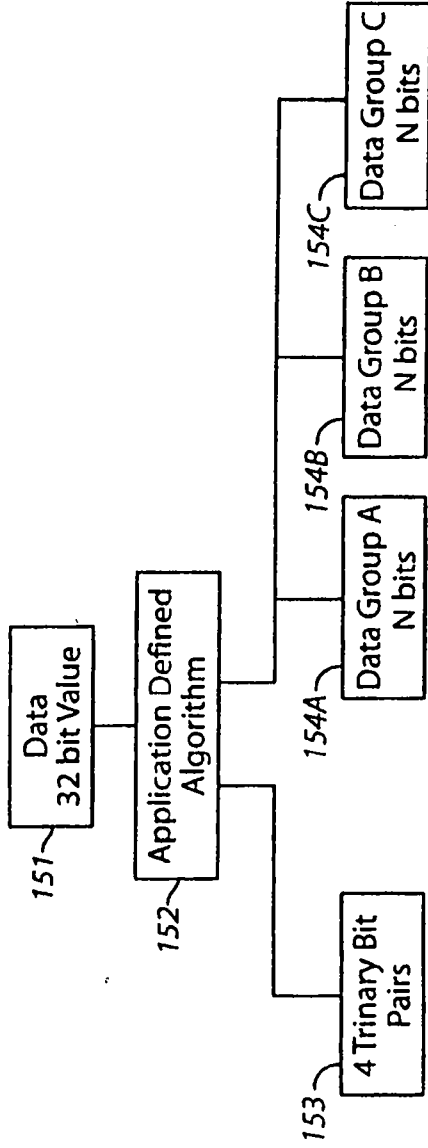 Data
32 bit Value
151
Application Defined
Algorithm
152
4 Trinary Bit
Pairs
153
Data Group A
N bits
154A
Data Group B
N bits
154B
Data Group C
N bits
154C